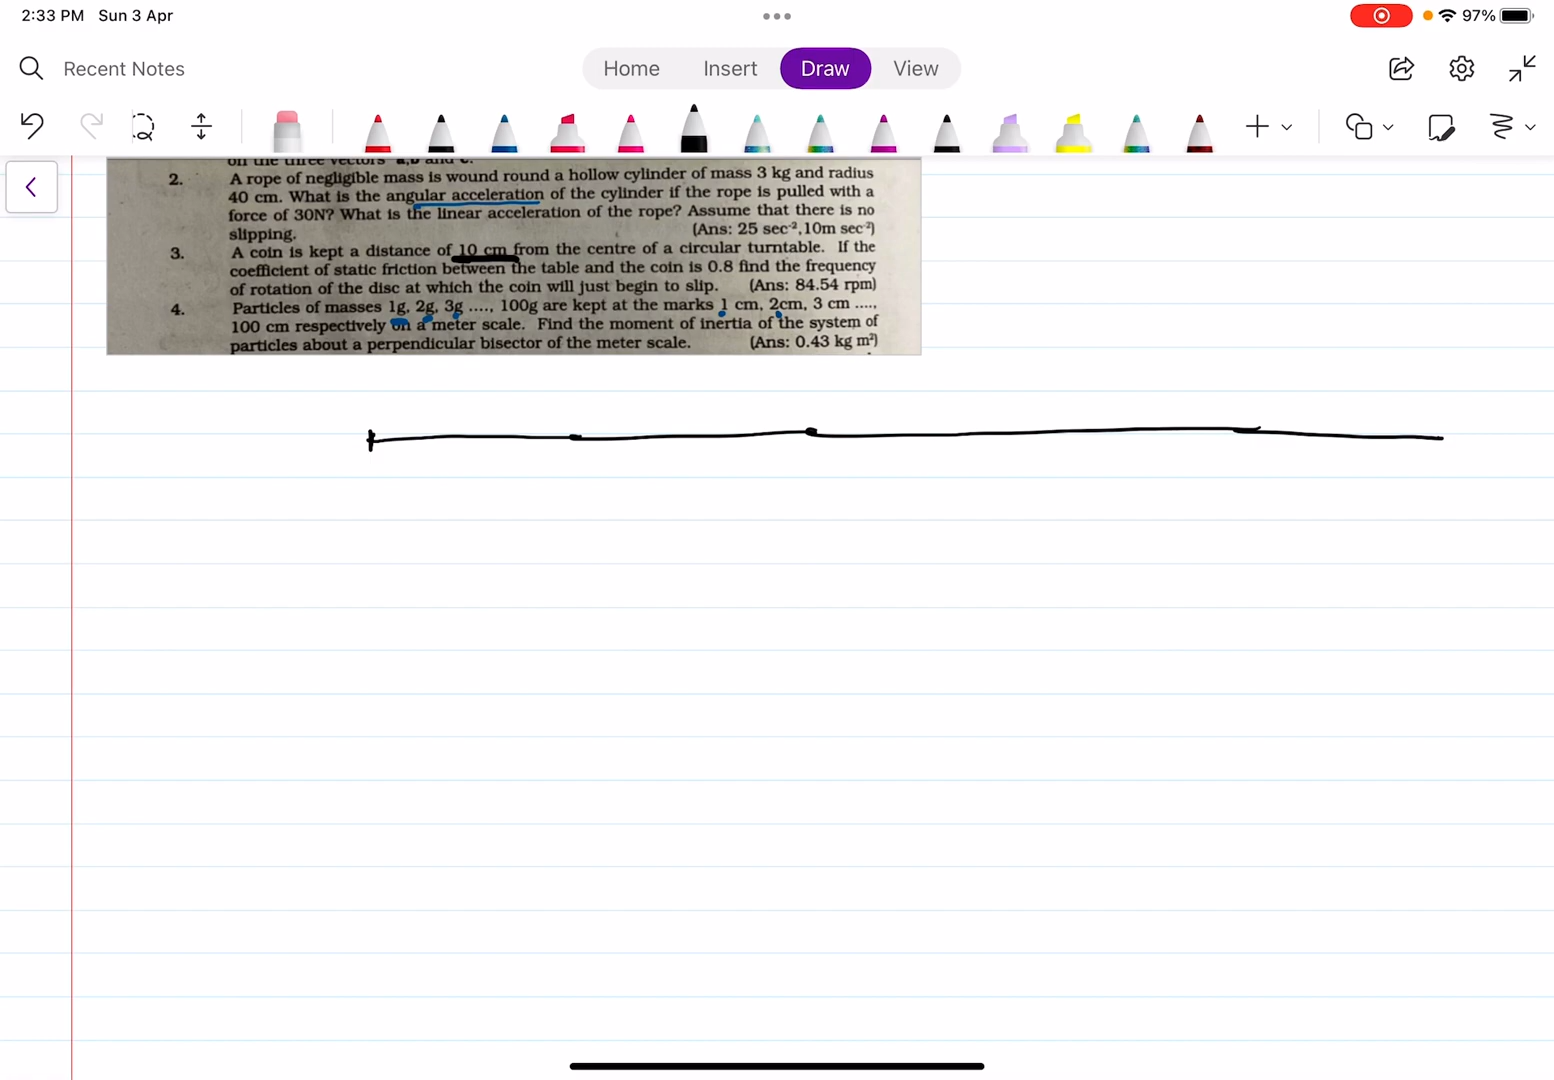 2:33 PM Sun 3 Apr
97%
Recent Notes
Home
Insert
Draw
View
on the three vectors a,b and c.
2. A rope of negligible mass is wound round a hollow cylinder of mass 3 kg and radius
40 cm. What is the angular acceleration of the cylinder if the rope is pulled with a
force of 30N? What is the linear acceleration of the rope? Assume that there is no
slipping. (Ans: 25 sec⁻²,10m sec⁻²)
3. A coin is kept a distance of 10 cm from the centre of a circular turntable. If the
coefficient of static friction between the table and the coin is 0.8 find the frequency
of rotation of the disc at which the coin will just begin to slip. (Ans: 84.54 rpm)
4. Particles of masses 1g, 2g, 3g ...., 100g are kept at the marks 1 cm, 2cm, 3 cm ....,
100 cm respectively on a meter scale. Find the moment of inertia of the system of
particles about a perpendicular bisector of the meter scale. (Ans: 0.43 kg m²)